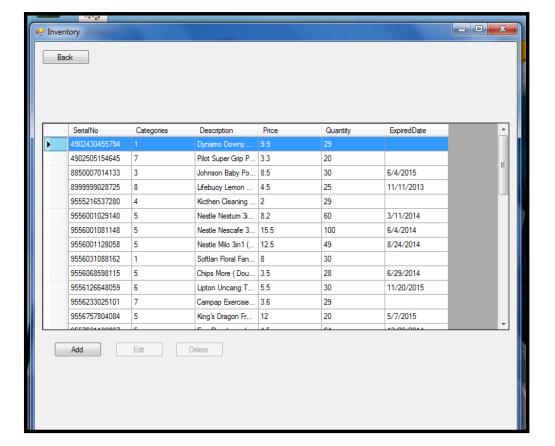 Inventory
Back
SerialNo Categories Description Price Quantity ExpiredDate
4902430455794 1 Dynamo Downy ... 9.9 29
4902505154645 7 Pilot Super Grip P... 3.3 20
8850007014133 3 Johnson Baby Po... 8.5 30 6/4/2015
8999999028725 8 Lifebuoy Lemon ... 4.5 25 11/11/2013
9555216537280 4 Kicthen Cleaning ... 2 29
9556001029140 5 Nestle Nestum 3i... 8.2 60 3/11/2014
9556001081148 5 Nestle Nescafe 3... 15.5 100 6/4/2014
9556001128058 5 Nestle Milo 3in1 (... 12.5 49 8/24/2014
9556031088162 1 Softlan Floral Fan... 8 30
9556068598115 5 Chips More ( Dou... 3.5 28 6/29/2014
9556126648059 6 Lipton Uncang T... 5.5 30 11/20/2015
9556233025101 7 Campap Exercise... 3.6 29
9556757804084 5 King's Dragon Fr... 12 20 5/7/2015
Add Edit Delete